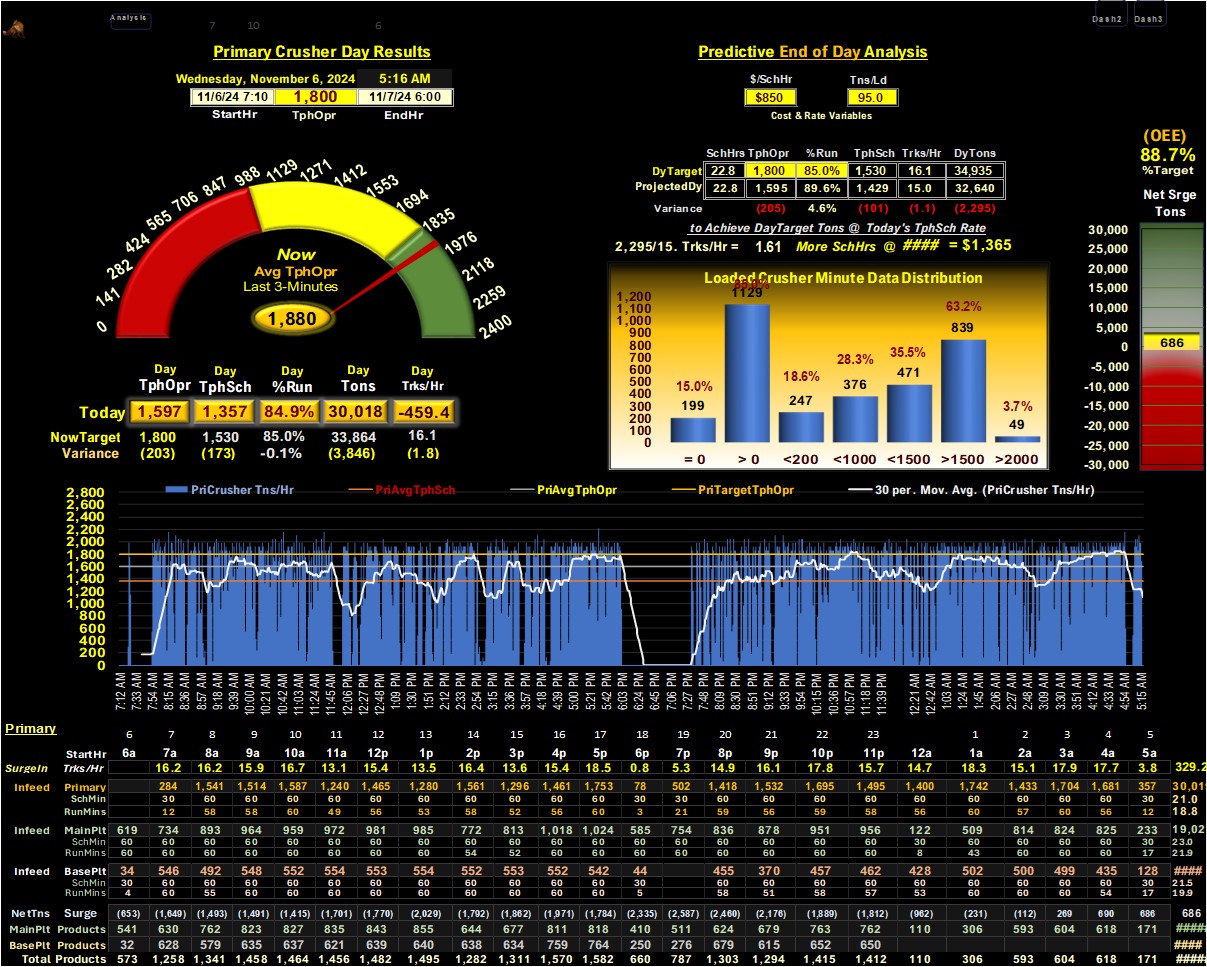 Analysis 7 10 6 Dash2 Dash3
Primary Crusher Day Results
Wednesday, November 6, 2024 5:16 AM
11/6/24 7:10 1,800 11/7/24 6:00
StartHr TphOpr EndHr
0 141 282 424 565 706 847 988 1129 1271 1412 1553 1694 1835 1976 2118 2259 2400
Now
Avg TphOpr
Last 3-Minutes
1,880
Day Day Day Day Day
TphOpr TphSch %Run Tons Trks/Hr
Today 1,597 1,357 84.9% 30,018 -459.4
NowTarget 1,800 1,530 85.0% 33,864 16.1
Variance (203) (173) -0.1% (3,846) (1.8)
Predictive End of Day Analysis
$/SchHr Tns/Ld
$850 95.0
Cost & Rate Variables
SchHrs TphOpr %Run TphSch Trks/Hr DyTons
DyTarget 22.8 1,800 85.0% 1,530 16.1 34,935
ProjectedDy 22.8 1,595 89.6% 1,429 15.0 32,640
Variance (205) 4.6% (101) (1.1) (2,295)
to Achieve DayTarget Tons @ Today's TphSch Rate
2,295/15. Trks/Hr = 1.61 More SchHrs @ #### = $1,365
Loaded Crusher Minute Data Distribution
1,200
1,100
1,000
900
800
700
600
500
400
300
200
100
0
15.0% 18.6% 28.3% 35.5% 63.2% 3.7%
199 1129 247 376 471 839 49
= 0 > 0 <200 <1000 <1500 >1500 >2000
(OEE)
88.7%
%Target
Net Srge
Tons
30,000
25,000
20,000
15,000
10,000
5,000
0
-5,000
-10,000
-15,000
-20,000
-25,000
-30,000
686
PriCrusher Tns/Hr PriAvgTphSch PriAvgTphOpr PriTargetTphOpr 30 per. Mov. Avg. (PriCrusher Tns/Hr)
2,800
2,600
2,400
2,200
2,000
1,800
1,600
1,400
1,200
1,000
800
600
400
200
0
7:12 AM 7:33 AM 7:54 AM 8:15 AM 8:36 AM 8:57 AM 9:18 AM 9:39 AM 10:00 AM 10:21 AM 10:42 AM 11:03 AM 11:24 AM 11:45 AM 12:06 PM 12:27 PM 12:48 PM 1:09 PM 1:30 PM 1:51 PM 2:12 PM 2:33 PM 2:54 PM 3:15 PM 3:36 PM 3:57 PM 4:18 PM 4:39 PM 5:00 PM 5:21 PM 5:42 PM 6:03 PM 6:24 PM 6:45 PM 7:06 PM 7:27 PM 7:48 PM 8:09 PM 8:30 PM 8:51 PM 9:12 PM 9:33 PM 9:54 PM 10:15 PM 10:36 PM 10:57 PM 11:18 PM 11:39 PM 12:21 AM 12:42 AM 1:03 AM 1:24 AM 1:45 AM 2:06 AM 2:27 AM 2:48 AM 3:09 AM 3:30 AM 3:51 AM 4:12 AM 4:33 AM 4:54 AM 5:15 AM
Primary 6 7 8 9 10 11 12 13 14 15 16 17 18 19 20 21 22 23 1 2 3 4 5
StartHr 6a 7a 8a 9a 10a 11a 12p 1p 2p 3p 4p 5p 6p 7p 8p 9p 10p 11p 12a 1a 2a 3a 4a 5a
SurgeIn Trks/Hr 16.2 16.2 15.9 16.7 13.1 15.4 13.5 16.4 13.6 15.4 18.5 0.8 5.3 14.9 16.1 17.8 15.7 14.7 18.3 15.1 17.9 17.7 3.8 329.2
Infeed Primary 284 1,541 1,514 1,587 1,240 1,465 1,280 1,561 1,296 1,461 1,753 78 502 1,418 1,532 1,695 1,495 1,400 1,742 1,433 1,704 1,681 357 30,019
SchMin 30 60 60 60 60 60 60 60 60 60 60 30 30 60 60 60 60 60 60 60 60 60 30 21.0
RunMins 12 58 58 60 49 56 53 58 52 56 60 3 21 59 56 59 58 56 60 57 60 56 12 18.8
Infeed MainPlt 619 734 893 964 959 972 981 985 772 813 1,018 1,024 585 754 836 878 951 956 122 509 814 824 825 233 19,02
SchMin 60 60 60 60 60 60 60 60 60 60 60 60 60 60 60 60 60 60 30 60 60 60 60 30 23.0
RunMins 60 60 60 60 60 60 60 60 54 52 60 60 60 60 60 60 60 60 8 43 60 60 60 17 21.9
Infeed BasePlt 34 546 492 548 552 554 553 554 552 553 552 542 44 455 370 457 462 428 502 500 499 435 128 ####
SchMin 30 60 60 60 60 60 60 60 60 60 60 60 30 60 60 60 60 60 60 60 60 60 30 21.5
RunMins 4 60 55 60 60 60 60 60 60 60 60 60 5 58 51 58 57 53 60 60 60 54 17 19.9
NetTns Surge (653) (1,649) (1,493) (1,491) (1,415) (1,701) (1,770) (2,029) (1,792) (1,862) (1,971) (1,784) (2,335) (2,587) (2,460) (2,176) (1,889) (1,812) (962) (231) (112) 269 690 686 686
MainPlt Products 541 630 762 823 827 835 843 855 644 677 811 818 410 511 624 679 763 762 110 306 593 604 618 171 ####
BasePlt Products 32 628 579 635 637 621 639 640 638 634 759 764 250 276 679 615 652 650 ####
Total Products 573 1,258 1,341 1,458 1,464 1,456 1,482 1,495 1,282 1,311 1,570 1,582 660 787 1,303 1,294 1,415 1,412 110 306 593 604 618 171 ####